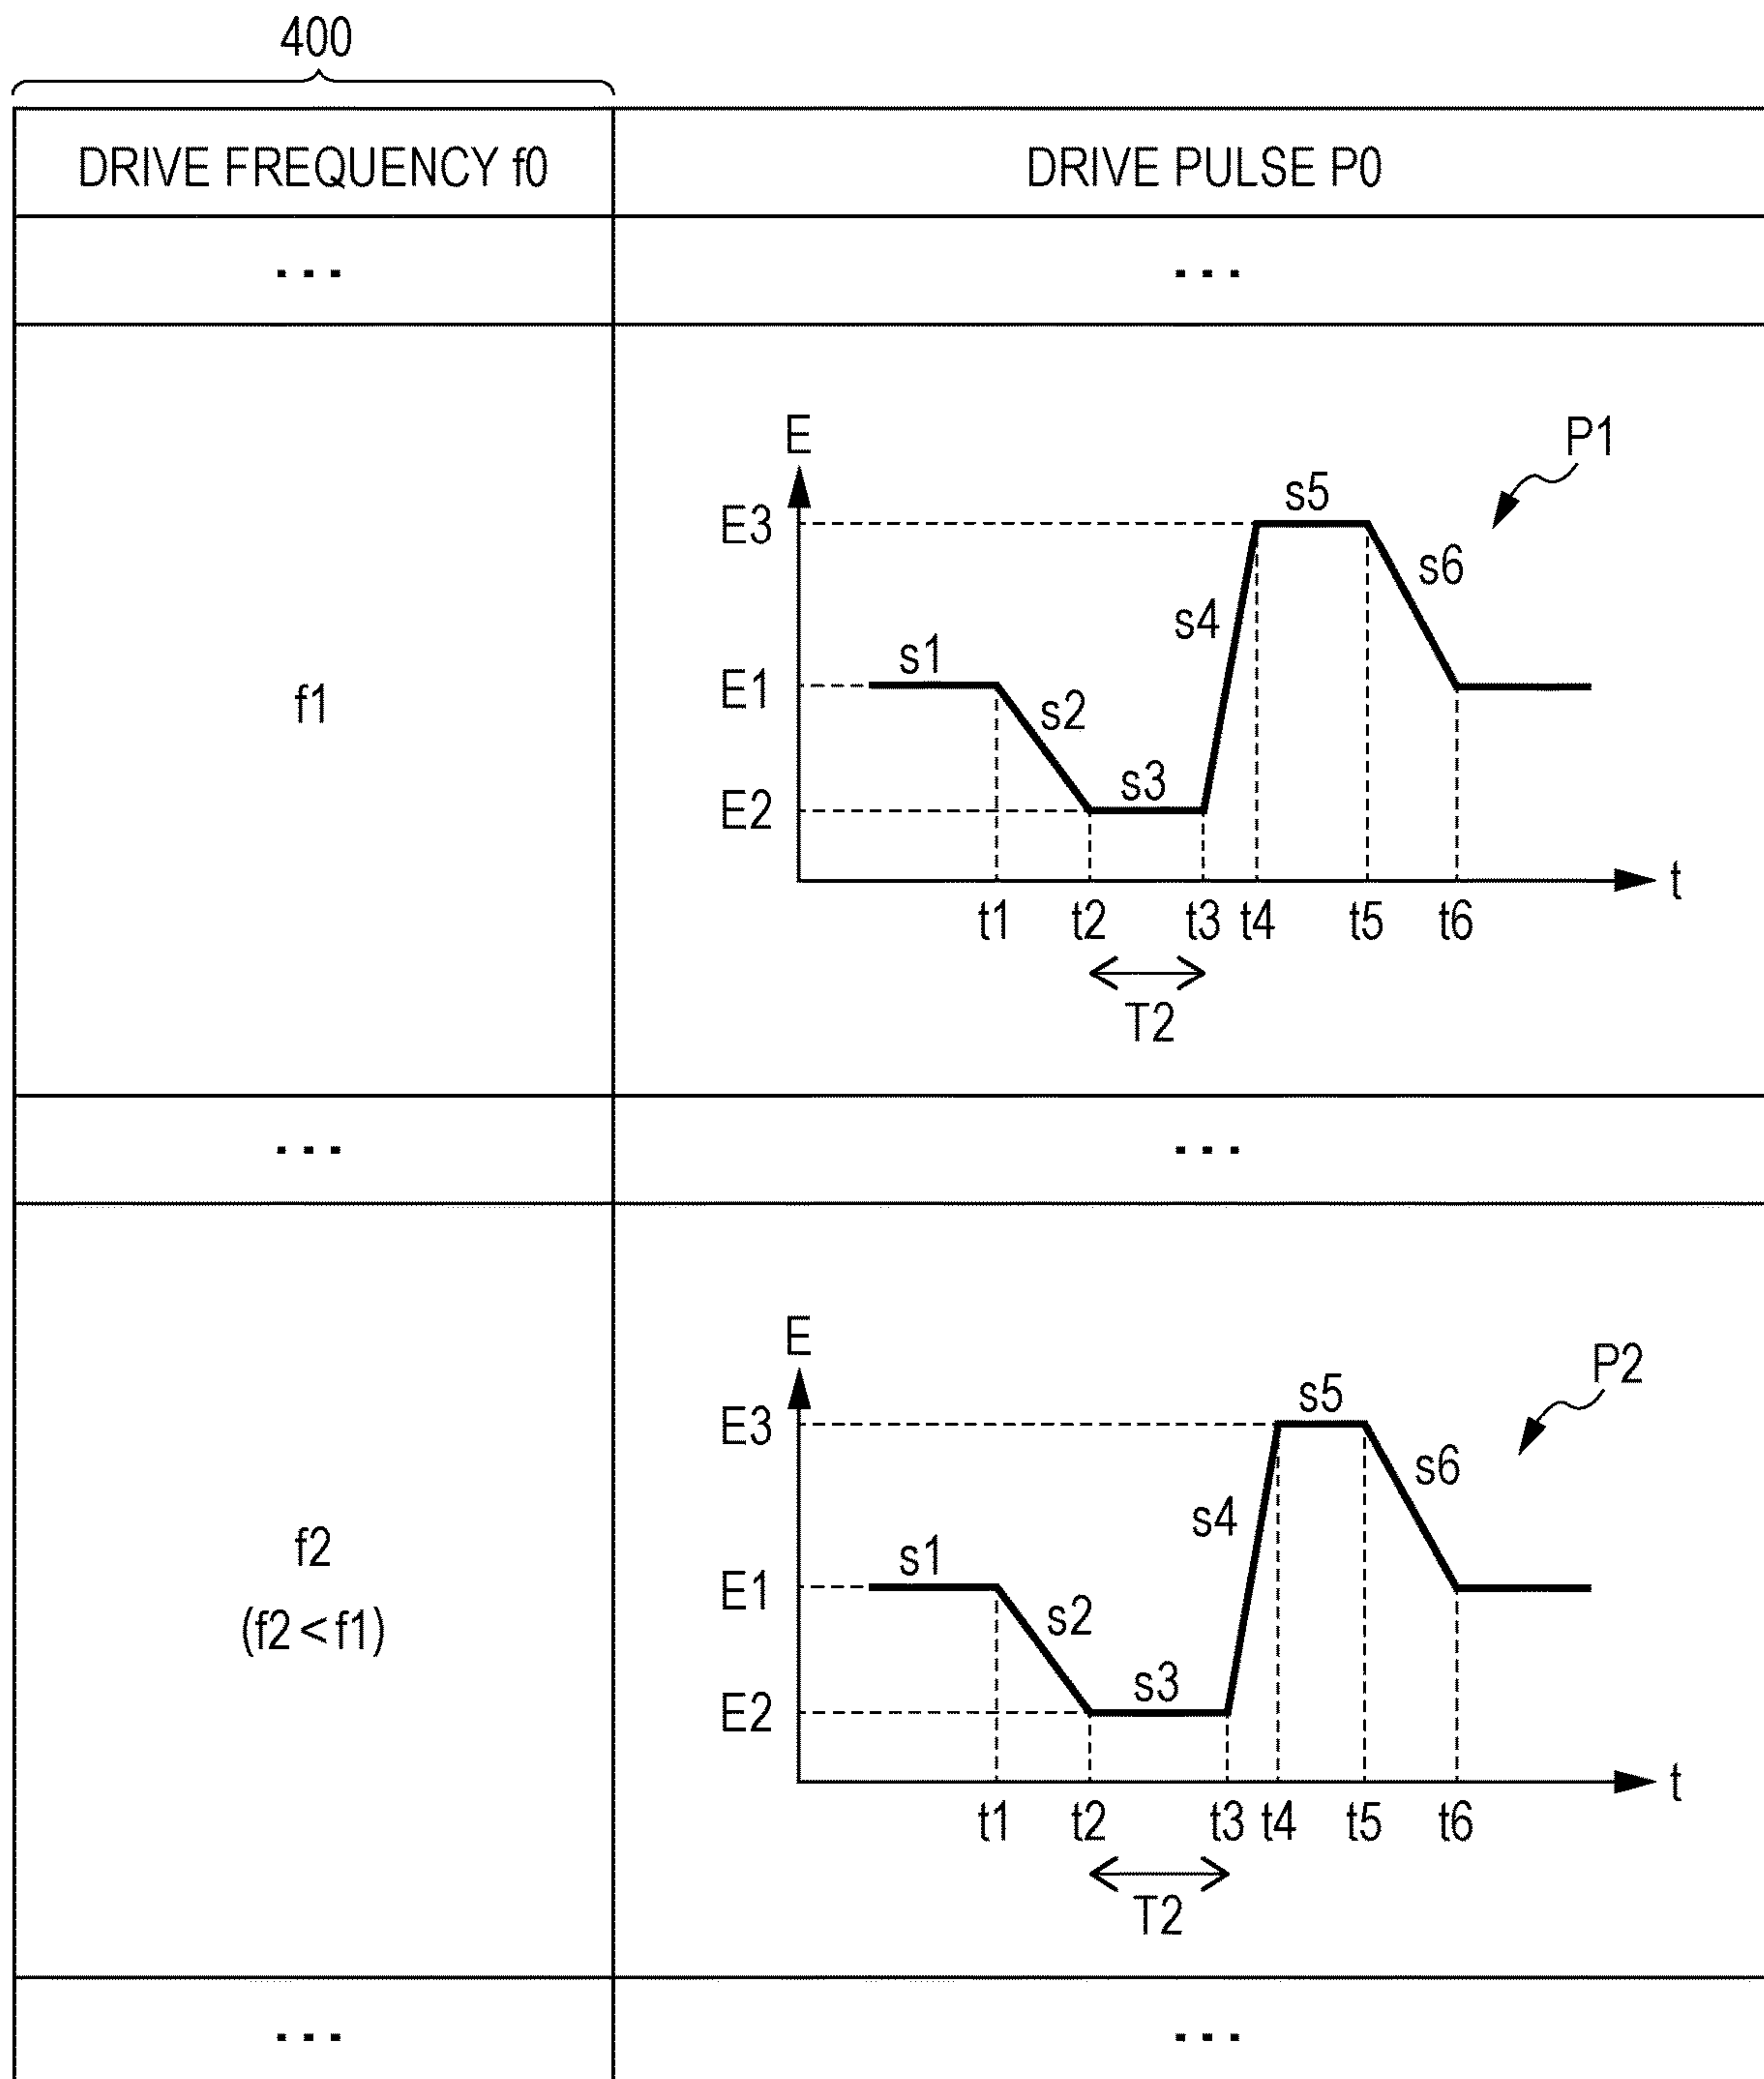 400
DRIVE FREQUENCY f0 DRIVE PULSE P0
... ...
f1
E
P1
E3
s5
s6
s4
E1
s1
s2
E2
s3
t
t1 t2 t3 t4 t5 t6
T2
... ...
f2
(f2 < f1)
E
P2
E3
s5
s6
s4
E1
s1
s2
E2
s3
t
t1 t2 t3 t4 t5 t6
T2
... ...